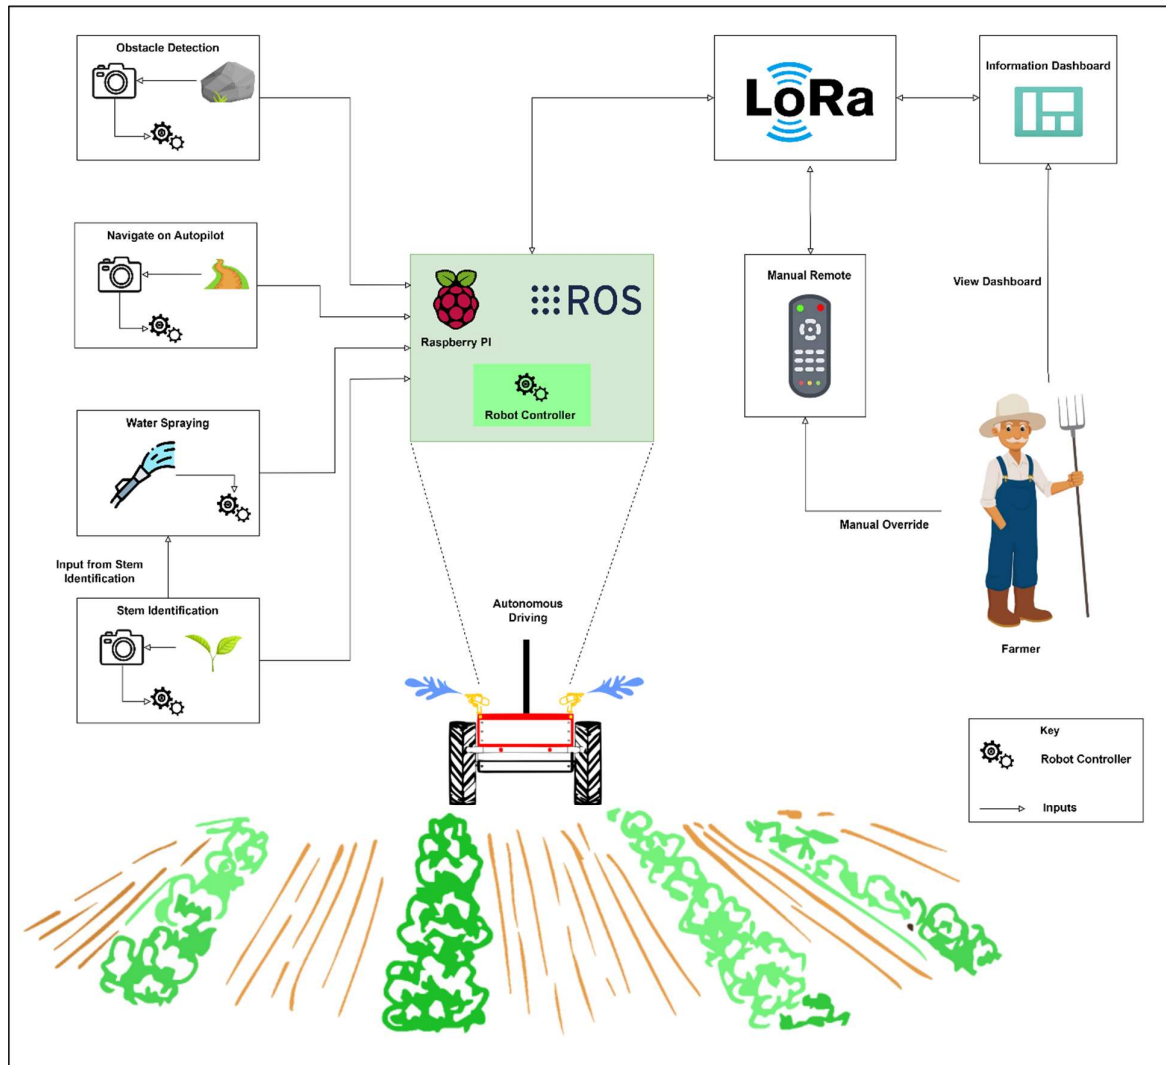 Obstacle Detection
LoRa
Information Dashboard
Navigate on Autopilot
ROS
Raspberry PI
Robot Controller
Manual Remote
View Dashboard
Water Spraying
Manual Override
Input from Stem
Identification
Stem Identification
Autonomous
Driving
Farmer
Key
Robot Controller
Inputs